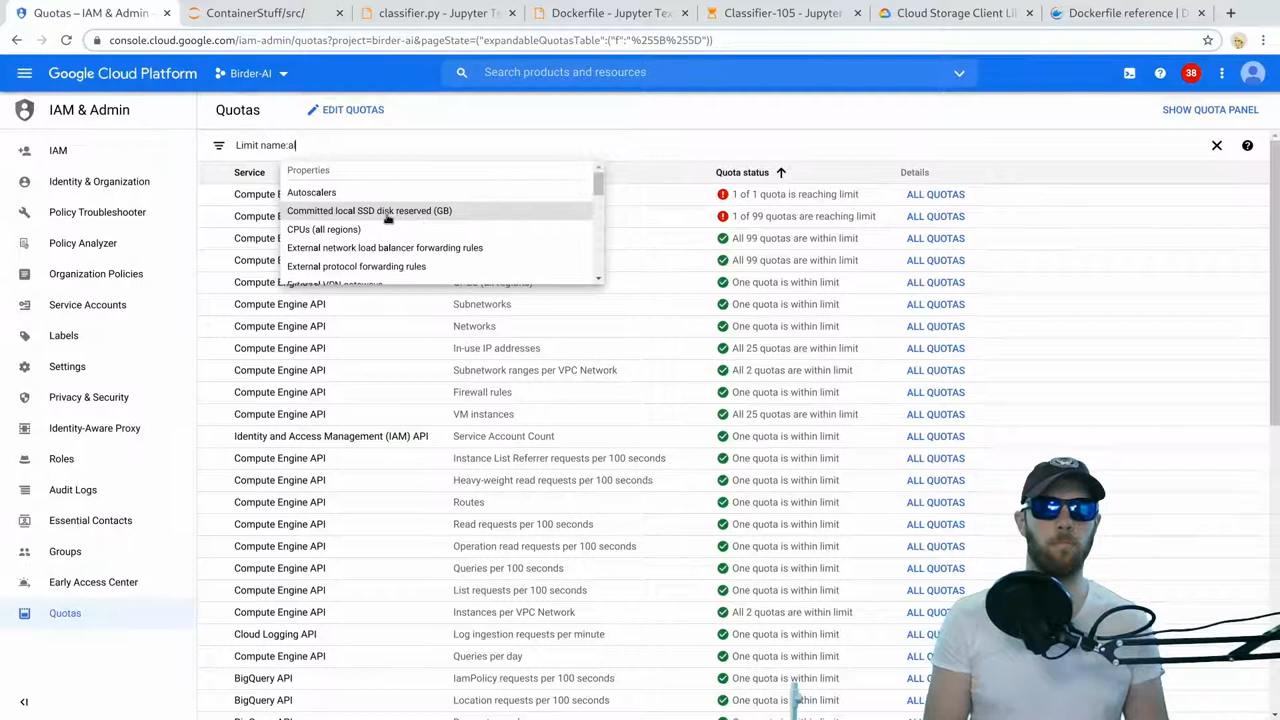 Quotas – IAM & Admin
ContainerStuff/src/
classifier.py - Jupyter Te
Dockerfile - Jupyter Tex
Classifier-105 - Jupyter
Cloud Storage Client Li
Dockerfile reference | D
console.cloud.google.com/iam-admin/quotas?project=birder-ai&pageState=("expandableQuotasTable":("f":"%255B%255D"))
Google Cloud Platform
Birder-AI
Search products and resources
38
IAM & Admin
Quotas
EDIT QUOTAS
SHOW QUOTA PANEL
IAM
Identity & Organization
Policy Troubleshooter
Policy Analyzer
Organization Policies
Service Accounts
Labels
Settings
Privacy & Security
Identity-Aware Proxy
Roles
Audit Logs
Essential Contacts
Groups
Early Access Center
Quotas
Limit name:al
Properties
Autoscalers
Committed local SSD disk reserved (GB)
CPUs (all regions)
External network load balancer forwarding rules
External protocol forwarding rules
External VPN gateways
Service
Quota status
Details
Compute E
1 of 1 quota is reaching limit
ALL QUOTAS
Compute E
1 of 99 quotas are reaching limit
ALL QUOTAS
Compute E
All 99 quotas are within limit
ALL QUOTAS
Compute E
All 99 quotas are within limit
ALL QUOTAS
Compute E
One quota is within limit
ALL QUOTAS
Compute Engine API
Subnetworks
One quota is within limit
ALL QUOTAS
Compute Engine API
Networks
One quota is within limit
ALL QUOTAS
Compute Engine API
In-use IP addresses
All 25 quotas are within limit
ALL QUOTAS
Compute Engine API
Subnetwork ranges per VPC Network
All 2 quotas are within limit
ALL QUOTAS
Compute Engine API
Firewall rules
One quota is within limit
ALL QUOTAS
Compute Engine API
VM instances
All 25 quotas are within limit
ALL QUOTAS
Identity and Access Management (IAM) API
Service Account Count
One quota is within limit
ALL QUOTAS
Compute Engine API
Instance List Referrer requests per 100 seconds
One quota is within limit
ALL QUOTAS
Compute Engine API
Heavy-weight read requests per 100 seconds
One quota is within limit
ALL QUOTAS
Compute Engine API
Routes
One quota is within limit
ALL QUOTAS
Compute Engine API
Read requests per 100 seconds
One quota is within limit
ALL QUOTAS
Compute Engine API
Operation read requests per 100 seconds
One quota is within limit
ALL QUOTAS
Compute Engine API
Queries per 100 seconds
One quota is within limit
ALL QUOTAS
Compute Engine API
List requests per 100 seconds
One quota is within limit
ALL QUOTAS
Compute Engine API
Instances per VPC Network
All 2 quotas are within limit
ALL QUOTAS
Cloud Logging API
Log ingestion requests per minute
One quota is within limit
ALL QUOTAS
Compute Engine API
Queries per day
One quota is within limit
BigQuery API
IamPolicy requests per 100 seconds
One quota is within limit
BigQuery API
Location requests per 100 seconds
One quota is within limit